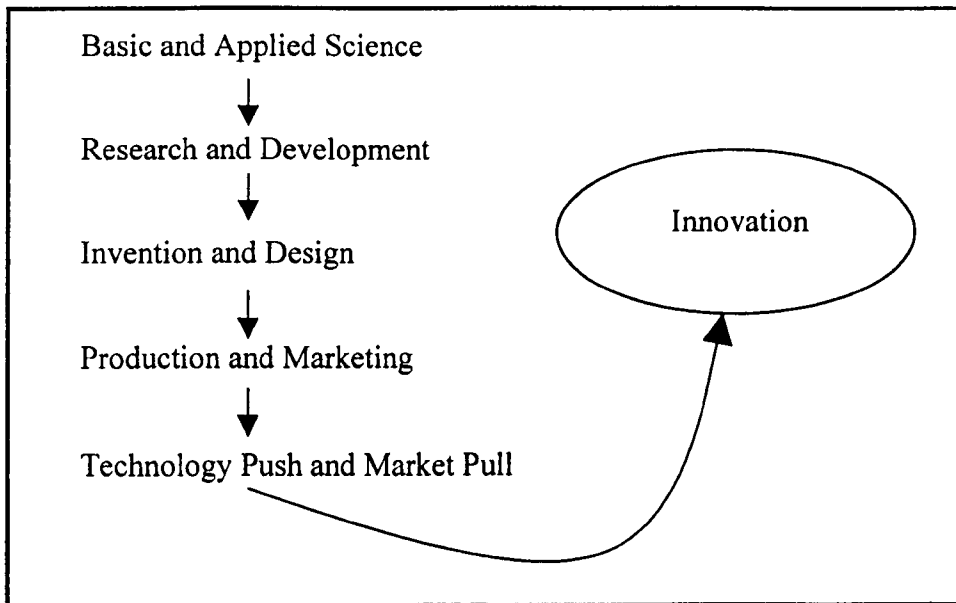 Basic and Applied Science
Research and Development
Invention and Design
Production and Marketing
Technology Push and Market Pull
Innovation